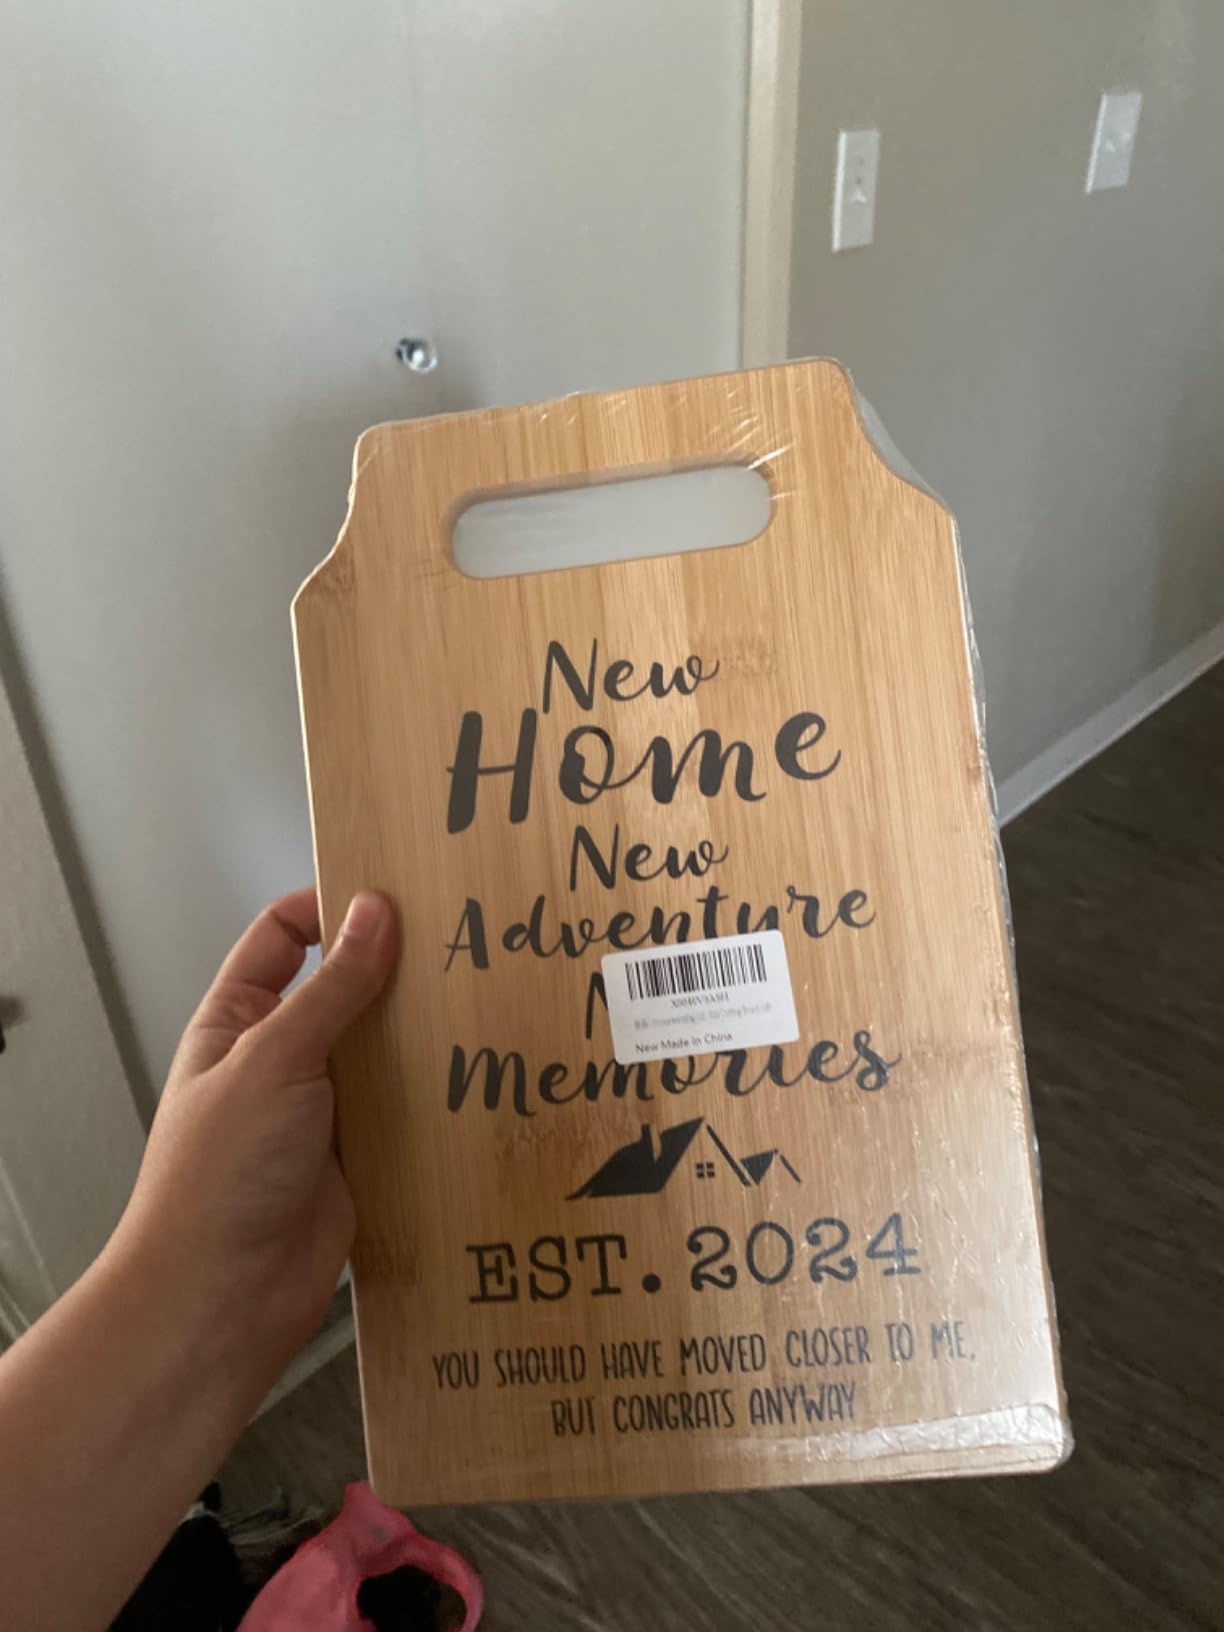 New
Home
New
Adventure
Memories
New Made in China
EST. 2024
YOU SHOULD HAVE MOVED CLOSER TO ME,
BUT CONGRATS ANYWAY